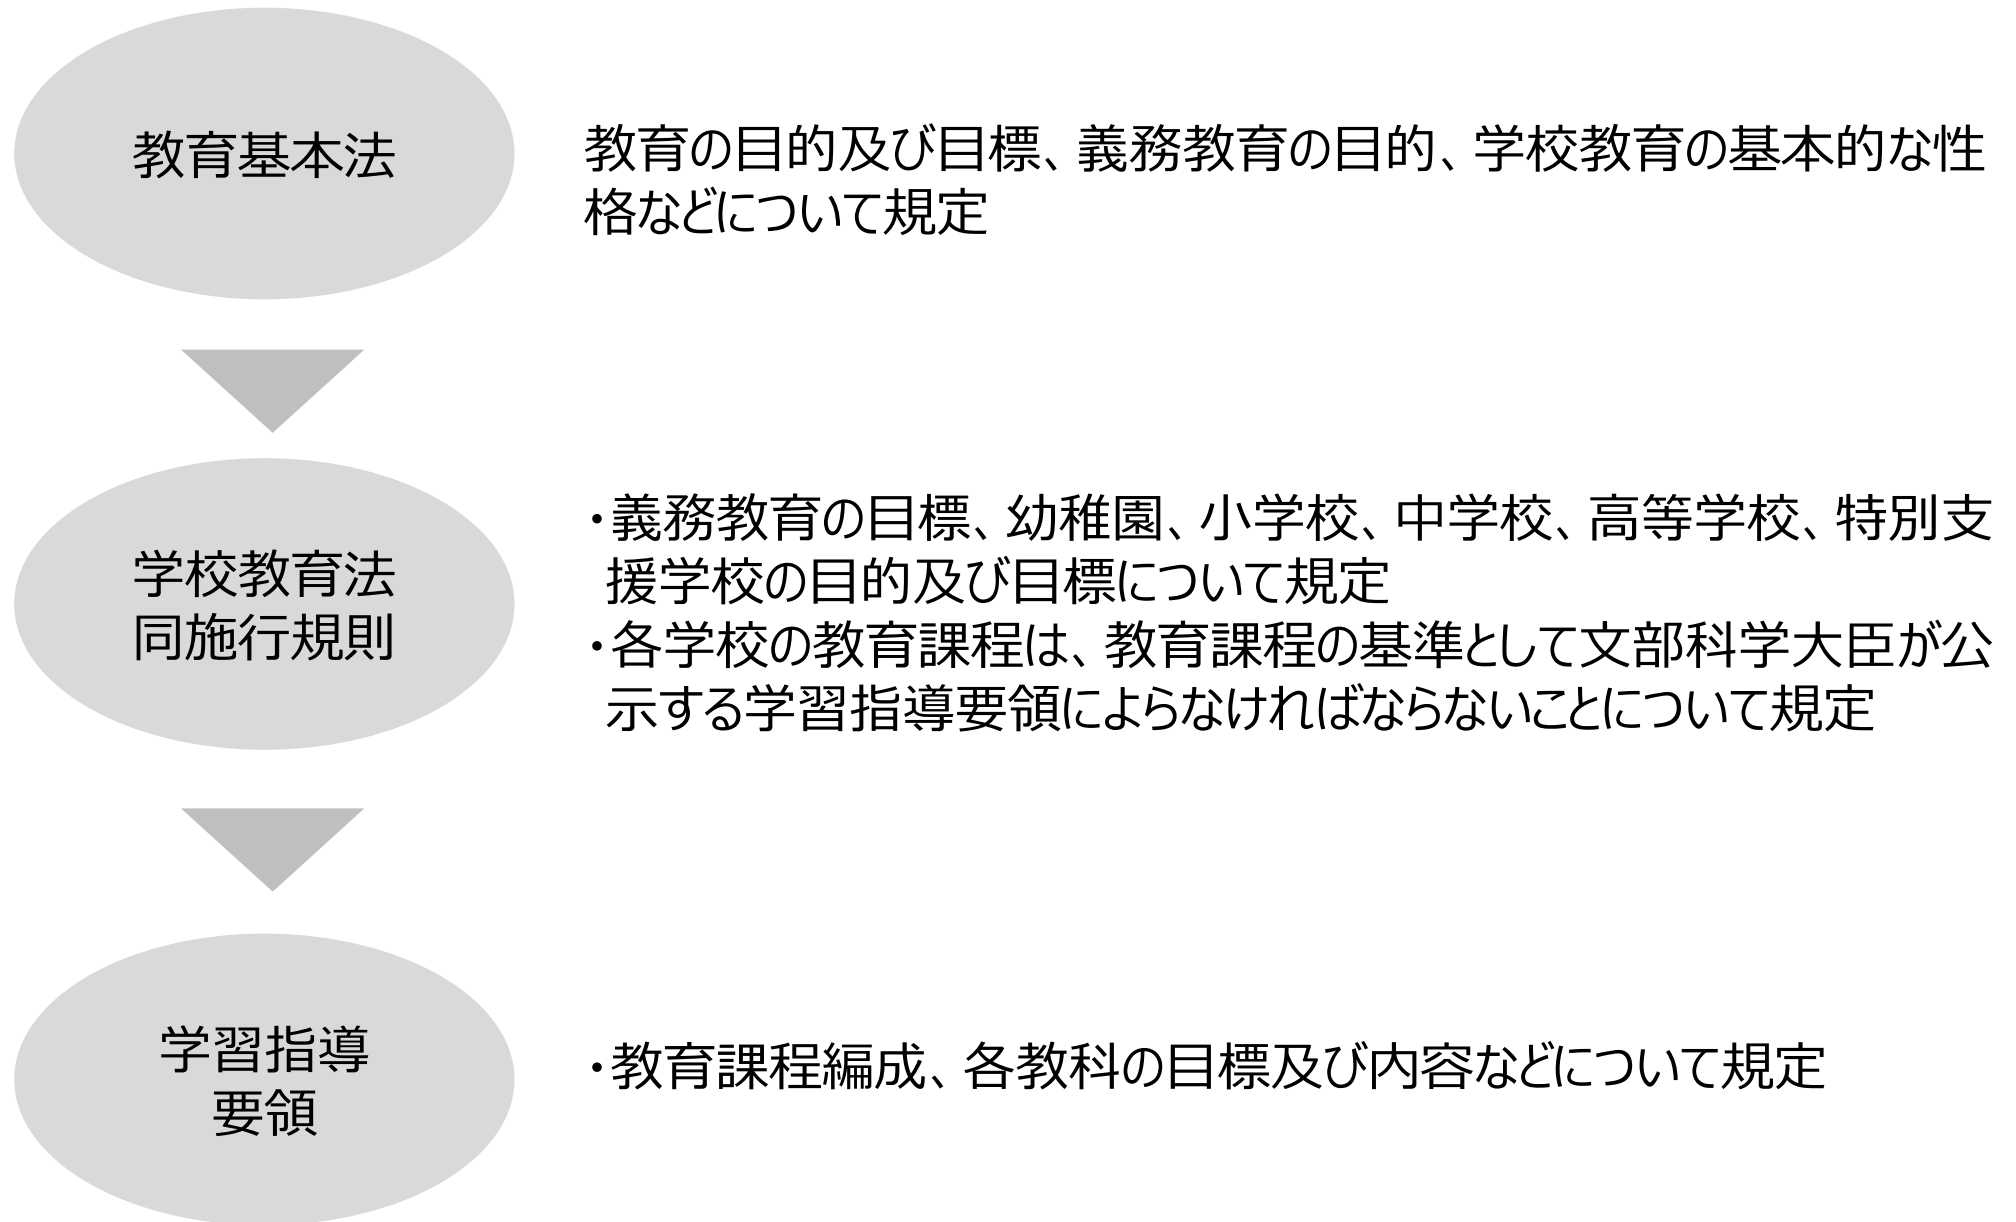 教育基本法
教育の目的及び目標、義務教育の目的、学校教育の基本的な性
格などについて規定
学校教育法
同施行規則
・義務教育の目標、幼稚園、小学校、中学校、高等学校、特別支
援学校の目的及び目標について規定
・各学校の教育課程は、教育課程の基準として文部科学大臣が公
示する学習指導要領によらなければならないことについて規定
学習指導
要領
・教育課程編成、各教科の目標及び内容などについて規定